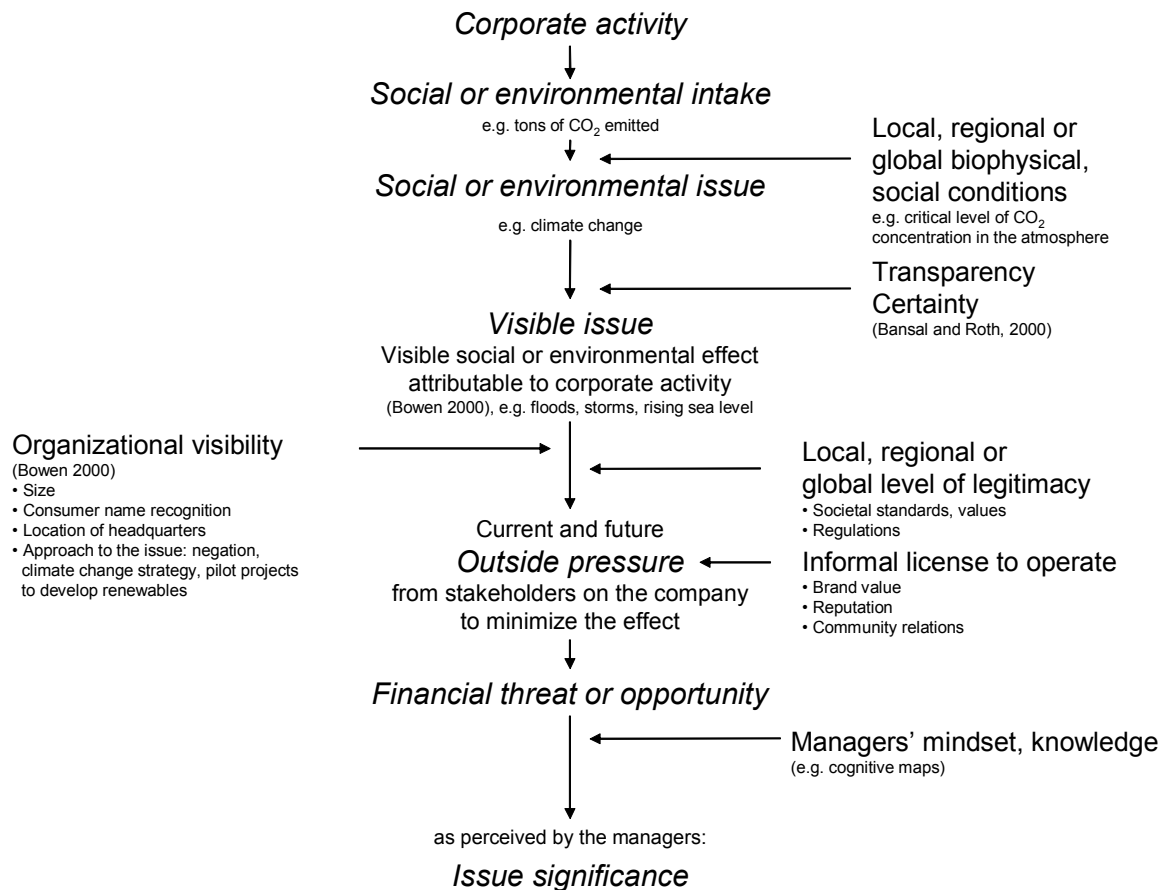 Corporate activity
Social or environmental intake
e.g. tons of CO₂ emitted
Local, regional or
global biophysical,
social conditions
e.g. critical level of CO₂
concentration in the atmosphere
Social or environmental issue
e.g. climate change
Transparency
Certainty
(Bansal and Roth, 2000)
Visible issue
Visible social or environmental effect
attributable to corporate activity
(Bowen 2000), e.g. floods, storms, rising sea level
Organizational visibility
(Bowen 2000)
• Size
• Consumer name recognition
• Location of headquarters
• Approach to the issue: negation,
climate change strategy, pilot projects
to develop renewables
Local, regional or
global level of legitimacy
• Societal standards, values
• Regulations
Current and future
Outside pressure
from stakeholders on the company
to minimize the effect
Informal license to operate
• Brand value
• Reputation
• Community relations
Financial threat or opportunity
Managers’ mindset, knowledge
(e.g. cognitive maps)
as perceived by the managers:
Issue significance